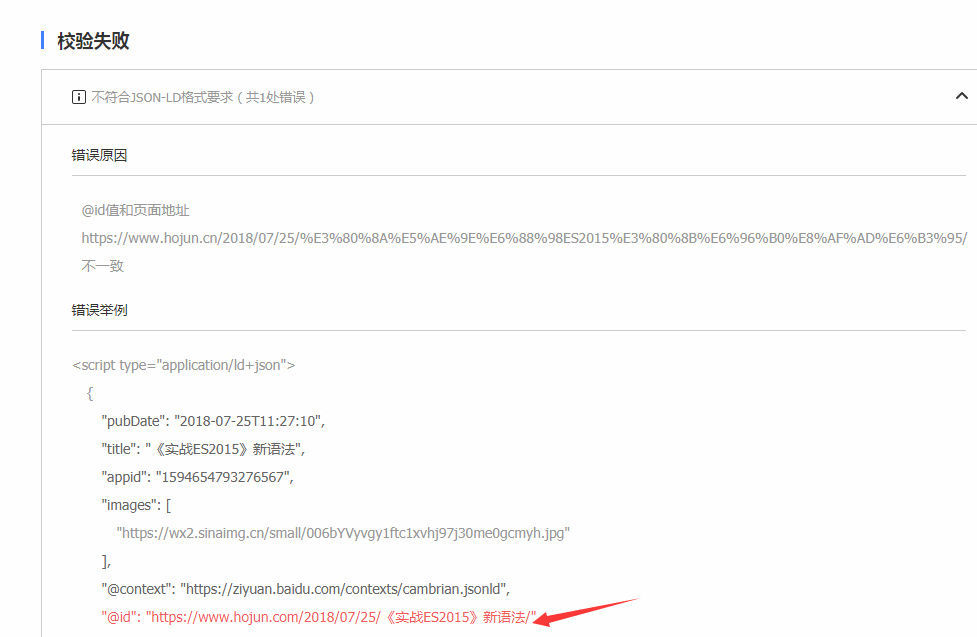 校验失败
不符合JSON-LD格式要求 ( 共1处错误 )
错误原因
@id值和页面地址
https://www.hojun.cn/2018/07/25/%E3%80%8A%E5%AE%9E%E6%88%98ES2015%E3%80%8B%E6%96%B0%E8%AF%AD%E6%B3%95/
不一致
错误举例
<script type="application/ld+json">
{
"pubDate": "2018-07-25T11:27:10",
"title": "《实战ES2015》新语法",
"appid": "1594654793276567",
"images": [
"https://wx2.sinaimg.cn/small/006bYVyvgy1ftc1xvhj97j30me0gcmyh.jpg"
],
"@context": "https://ziyuan.baidu.com/contexts/cambrian.jsonld",
"@id": "https://www.hojun.com/2018/07/25/《实战ES2015》新语法/"